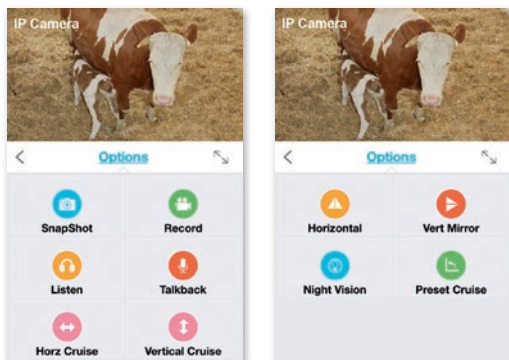 IP Camera
Options
SnapShot
Record
Listen
Talkback
Horz Cruise
Vertical Cruise
IP Camera
Options
Horizontal
Vert Mirror
Night Vision
Preset Cruise